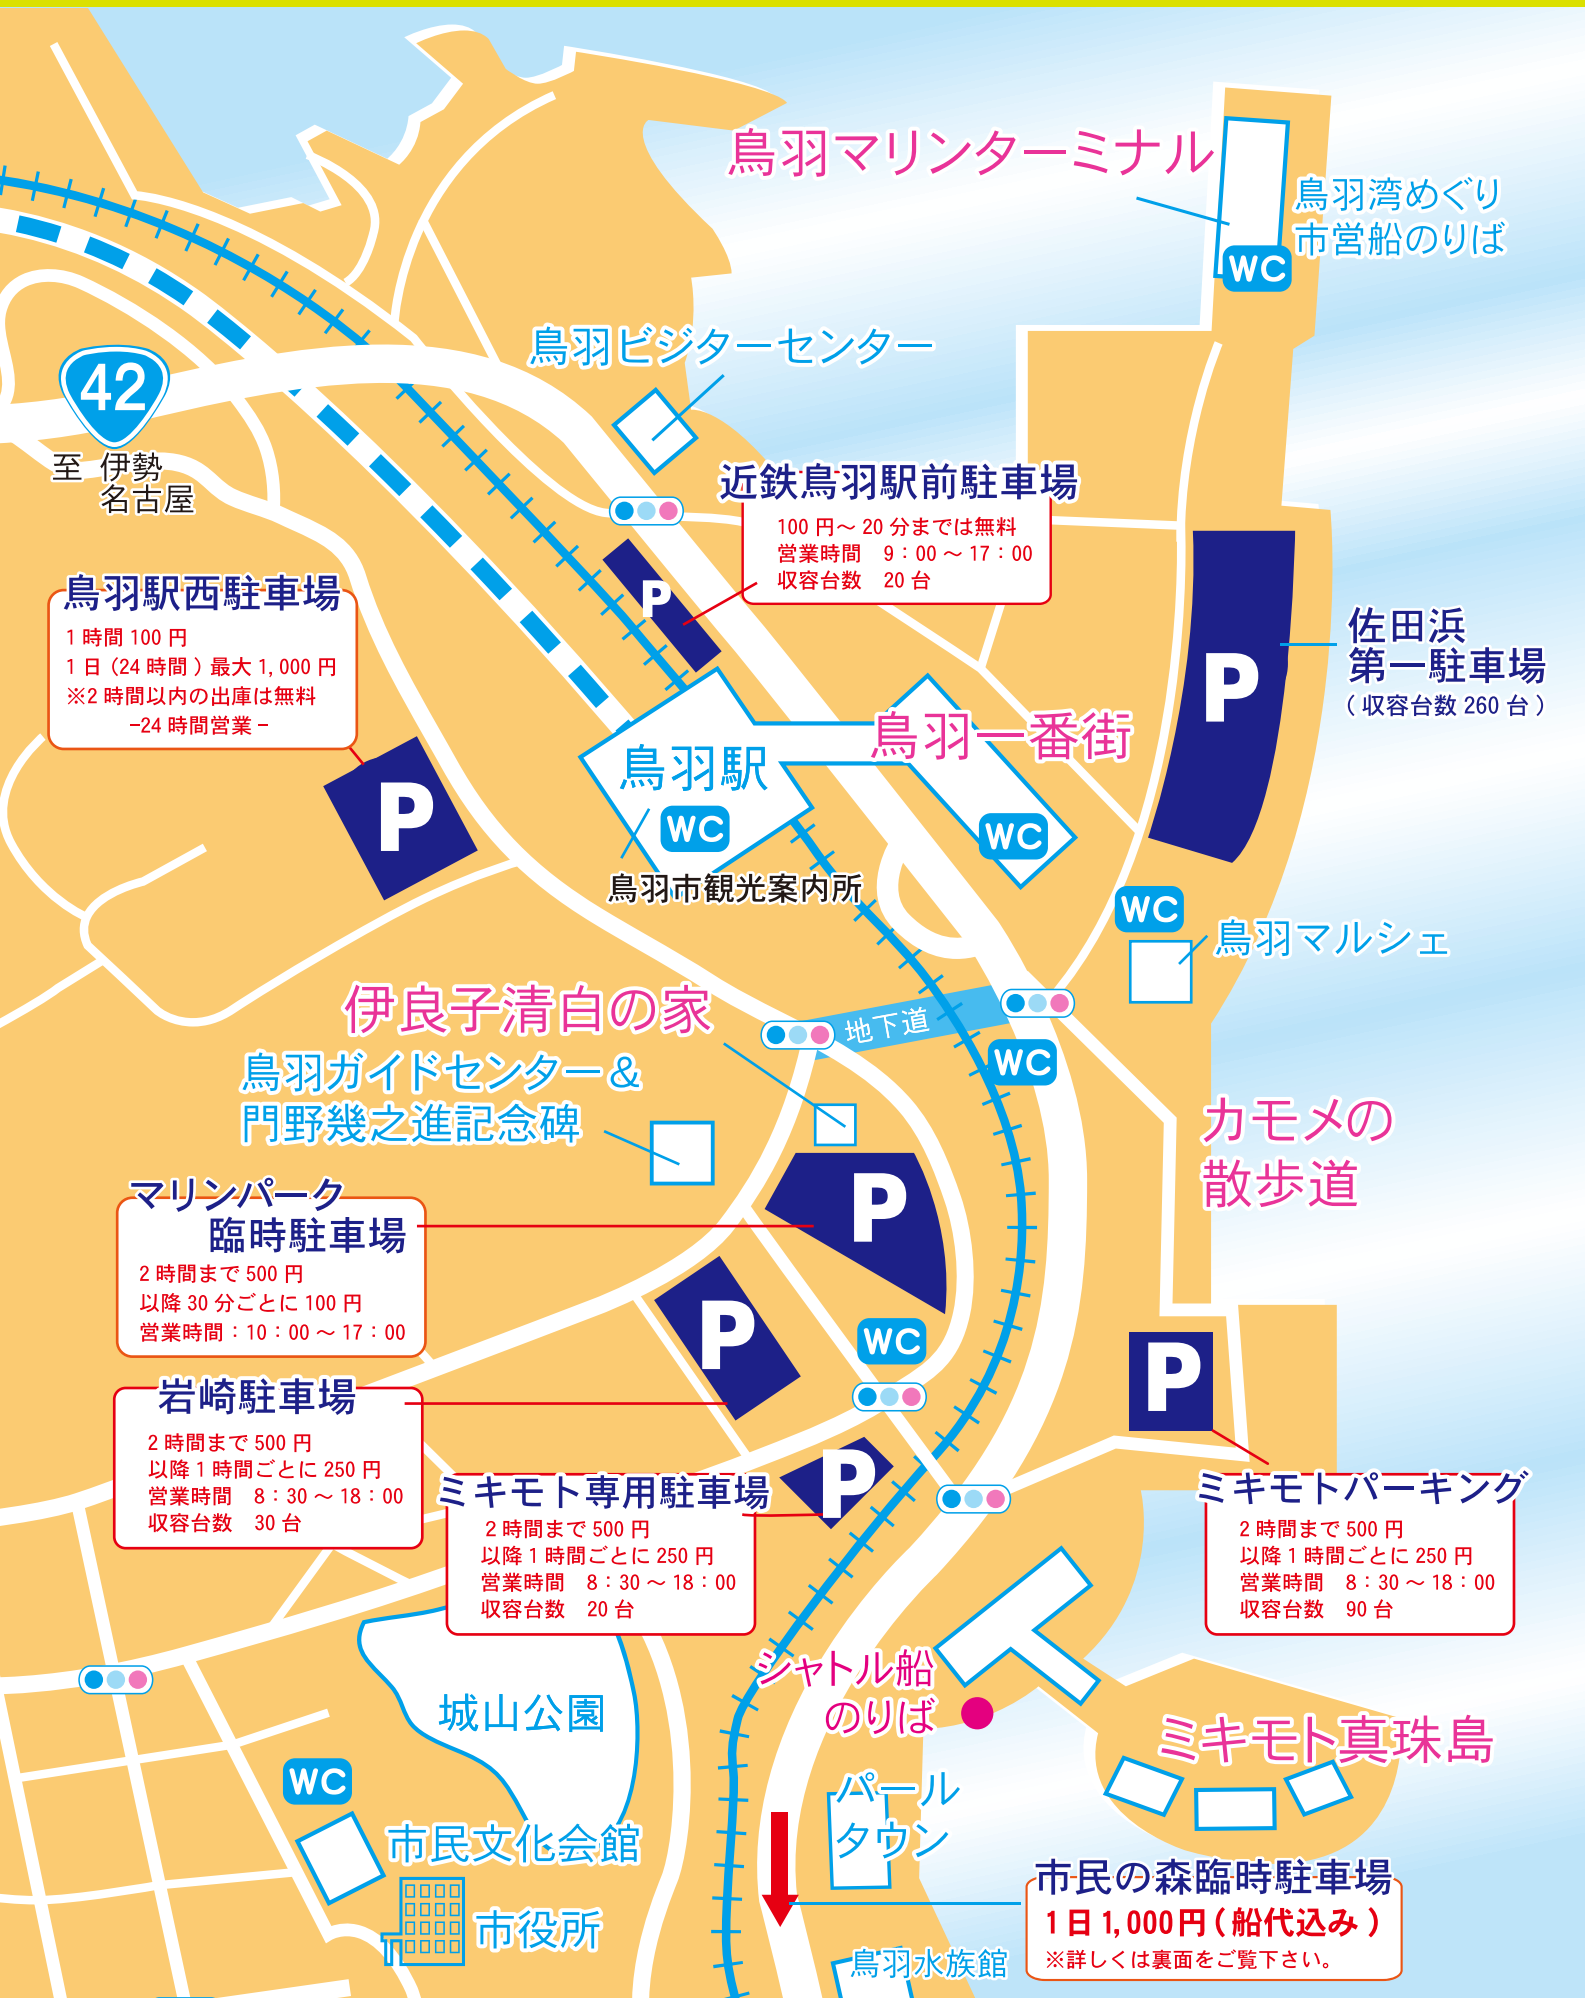 鳥羽マリンターミナル
鳥羽湾めぐり
市営船のりば
WC
鳥羽ビジターセンター
42
至 伊勢
名古屋
近鉄鳥羽駅前駐車場
100円～20分までは無料
営業時間 9：00～17：00
収容台数 20台
P
鳥羽駅西駐車場
1時間100円
1日(24時間)最大1,000円
※2時間以内の出庫は無料
−24時間営業−
P
佐田浜
第一駐車場
(収容台数260台)
P
鳥羽一番街
WC
鳥羽駅
WC
鳥羽市観光案内所
WC
鳥羽マルシェ
伊良子清白の家
地下道
WC
鳥羽ガイドセンター＆
門野幾之進記念碑
カモメの
散歩道
マリンパーク
臨時駐車場
2時間まで500円
以降30分ごとに100円
営業時間：10：00～17：00
P
P
WC
P
岩崎駐車場
2時間まで500円
以降1時間ごとに250円
営業時間 8：30～18：00
収容台数 30台
ミキモト専用駐車場
2時間まで500円
以降1時間ごとに250円
営業時間 8：30～18：00
収容台数 20台
P
ミキモトパーキング
2時間まで500円
以降1時間ごとに250円
営業時間 8：30～18：00
収容台数 90台
シャトル船
のりば
城山公園
ミキモト真珠島
WC
パール
タウン
市民文化会館
市役所
市民の森臨時駐車場
1日1,000円(船代込み)
※詳しくは裏面をご覧下さい。
鳥羽水族館